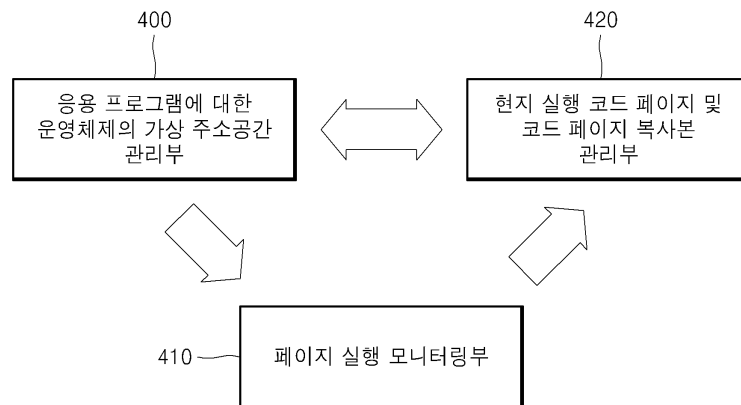 400
420
응용 프로그램에 대한
운영체제의 가상 주소공간
관리부
현지 실행 코드 페이지 및
코드 페이지 복사본
관리부
410
페이지 실행 모니터링부